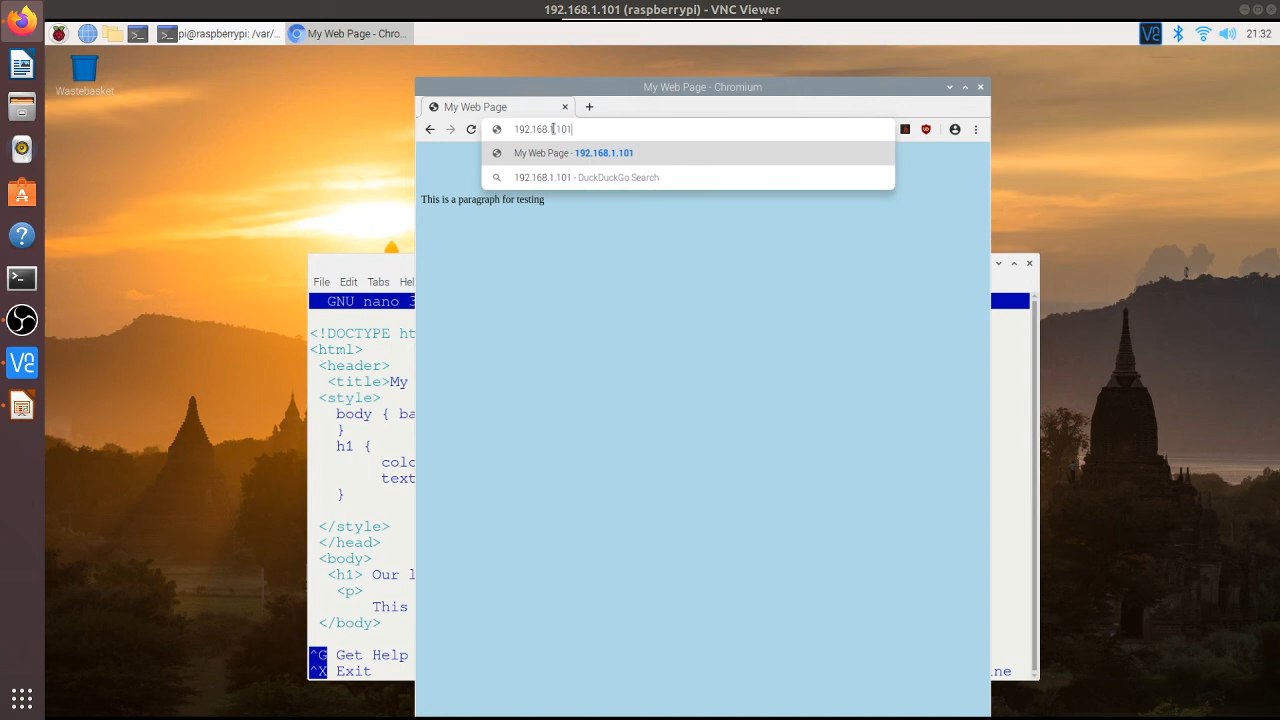 192.168.1.101 (raspberrypi) - VNC Viewer
pi@raspberrypi: /var/...
My Web Page - Chro...
21:32
Wastebasket
My Web Page - Chromium
My Web Page
192.168.1.101
My Web Page - 192.168.1.101
192.168.1.101 - DuckDuckGo Search
This is a paragraph for testing
File Edit Tabs Hel
GNU nano 3
<!DOCTYPE ht
<html>
<header>
<title>My
<style>
body { ba
}
h1 {
colo
text
}
</style>
</head>
<body>
<h1> Our l
<p>
This
</body>
^G Get Help
^X Exit
ne